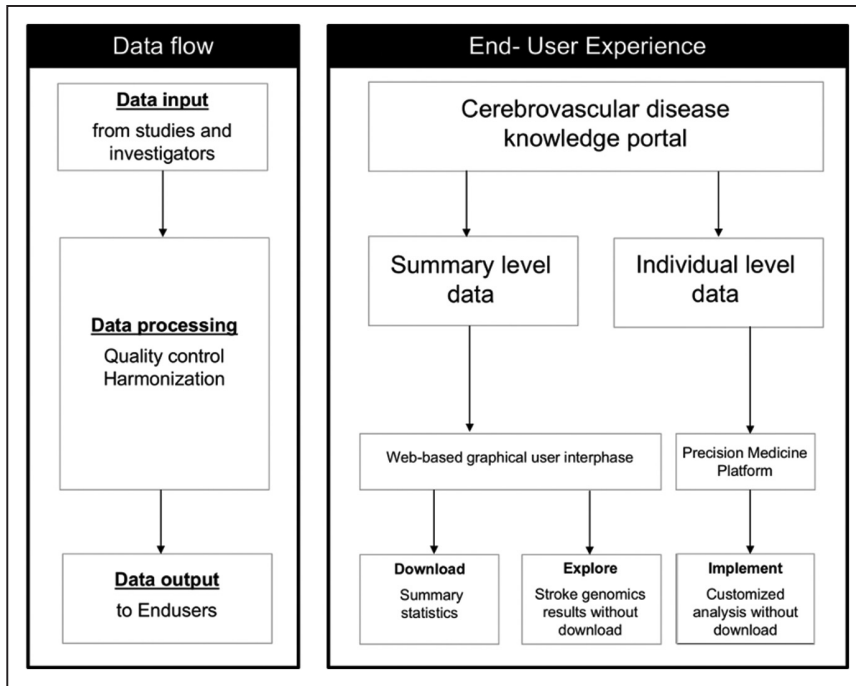 Data flow
Data input
from studies and
investigators
Data processing
Quality control
Harmonization
Data output
to Endusers
End- User Experience
Cerebrovascular disease
knowledge portal
Summary level
data
Individual level
data
Web-based graphical user interphase
Precision Medicine
Platform
Download
Summary
statistics
Explore
Stroke genomics
results without
download
Implement
Customized
analysis without
download